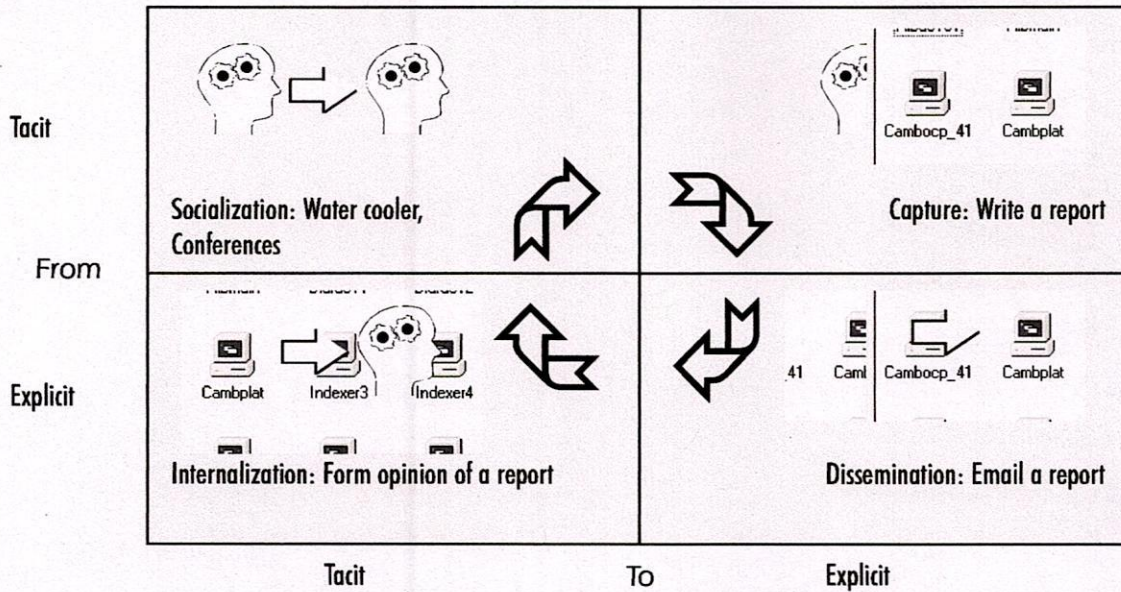 Tacit
From
Explicit
Socialization: Water cooler,
Conferences
Cambocp_41 Cambplat
Capture: Write a report
Cambplat Indexer3 Indexer4
Internalization: Form opinion of a report
41 Camb Cambocp_41 Cambplat
Dissemination: Email a report
Tacit To Explicit